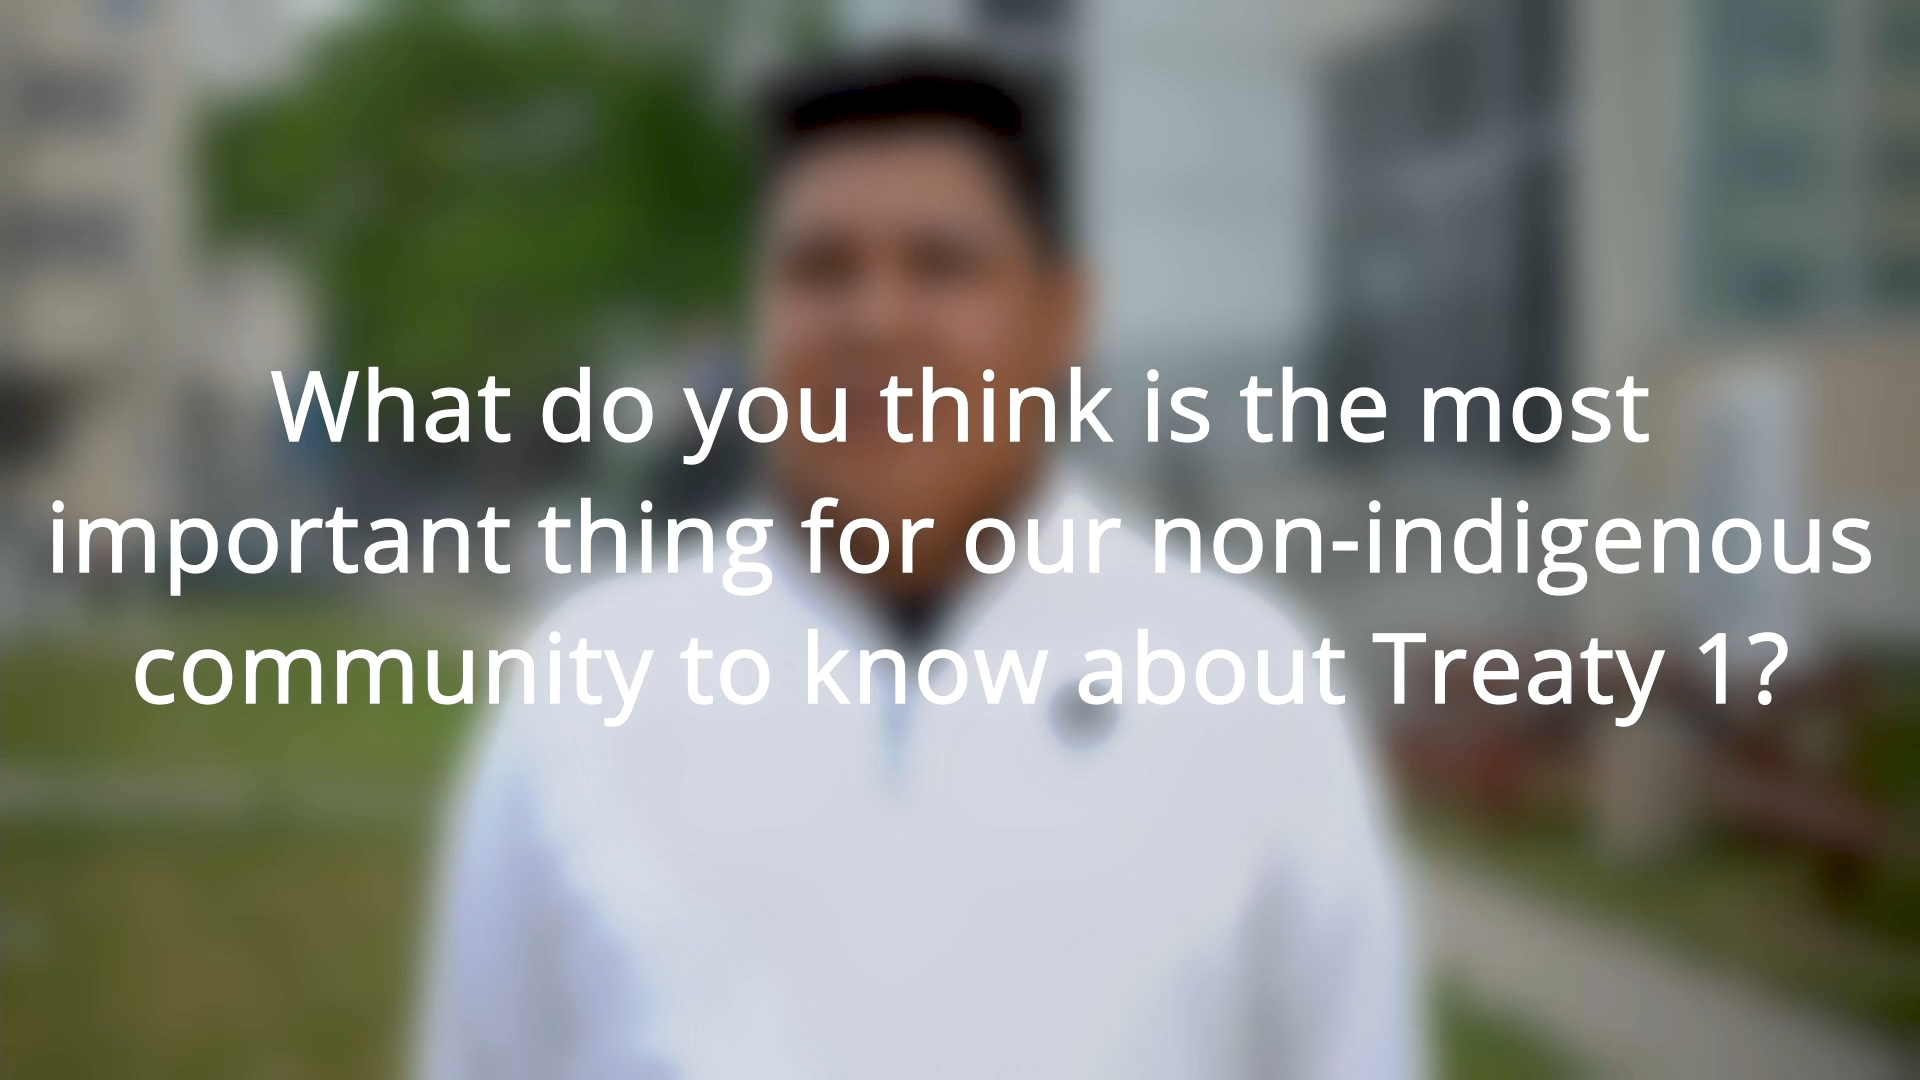 What do you think is the most
important thing for our non-indigenous
community to know about Treaty 1?